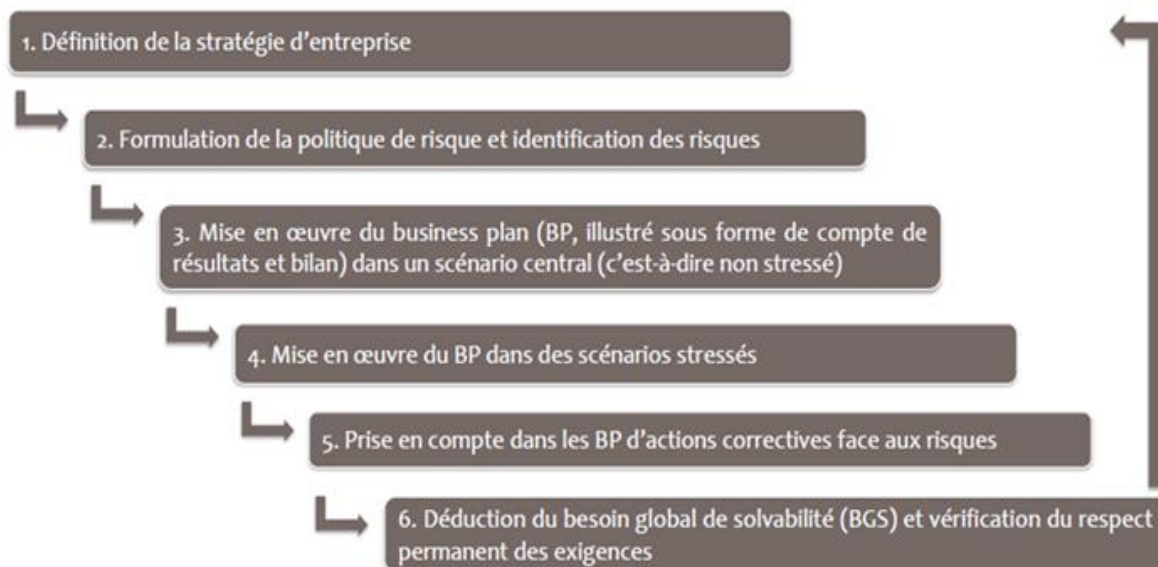 1. Définition de la stratégie d’entreprise
2. Formulation de la politique de risque et identification des risques
3. Mise en œuvre du business plan (BP, illustré sous forme de compte de
résultats et bilan) dans un scénario central (c’est-à-dire non stressé)
4. Mise en œuvre du BP dans des scénarios stressés
5. Prise en compte dans les BP d’actions correctives face aux risques
6. Déduction du besoin global de solvabilité (BGS) et vérification du respect
permanent des exigences